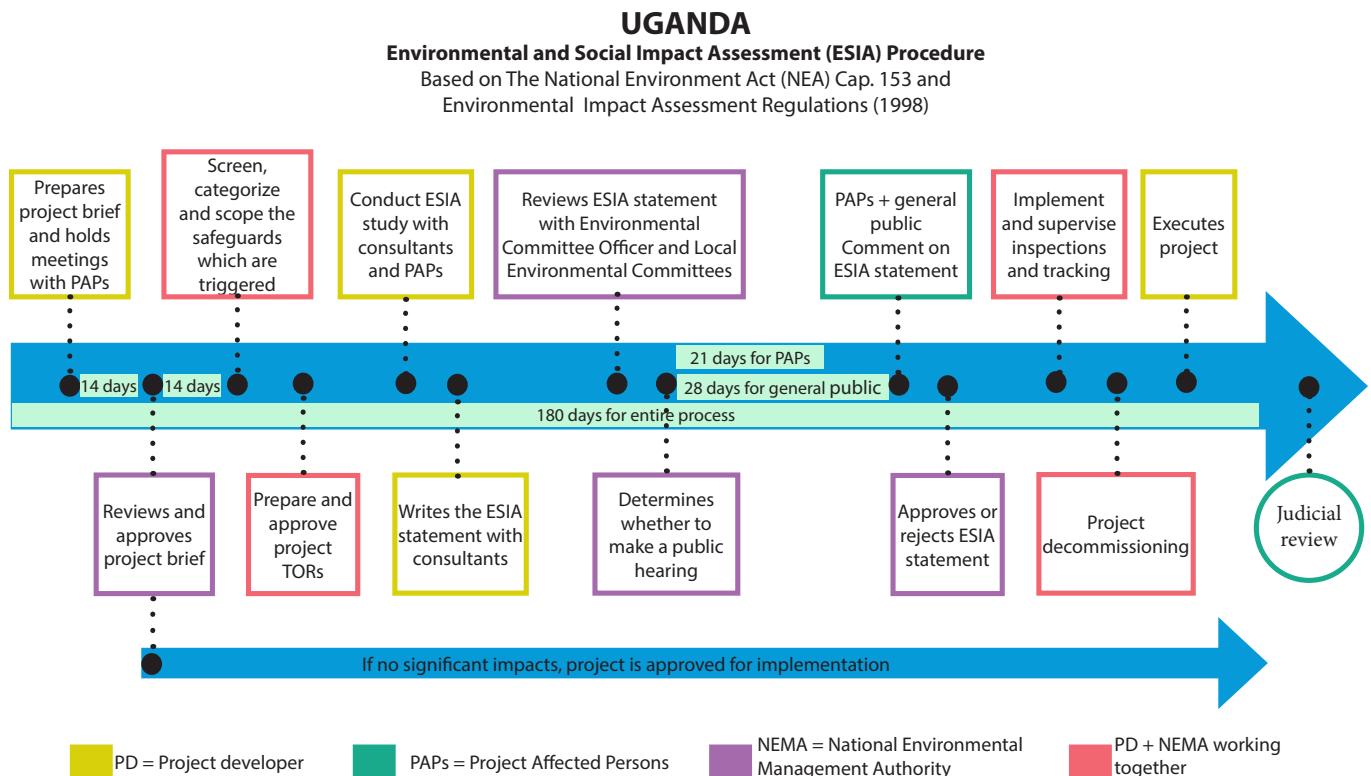 UGANDA
Environmental and Social Impact Assessment (ESIA) Procedure
Based on The National Environment Act (NEA) Cap. 153 and
Environmental Impact Assessment Regulations (1998)
Prepares
project brief
and holds
meetings
with PAPs
Screen,
categorize
and scope the
safeguards
which are
triggered
Conduct ESIA
study with
consultants
and PAPs
Reviews ESIA statement
with Environmental
Committee Officer and Local
Environmental Committees
PAPs + general
public
Comment on
ESIA statement
Implement
and supervise
inspections
and tracking
Executes
project
21 days for PAPs
14 days
14 days
28 days for general public
180 days for entire process
Reviews and
approves
project brief
Prepare and
approve
project
TORs
Writes the ESIA
statement with
consultants
Determines
whether to
make a public
hearing
Approves or
rejects ESIA
statement
Project
decommissioning
Judicial
review
If no significant impacts, project is approved for implementation
PD = Project developer
PAPs = Project Affected Persons
NEMA = National Environmental
Management Authority
PD + NEMA working
together